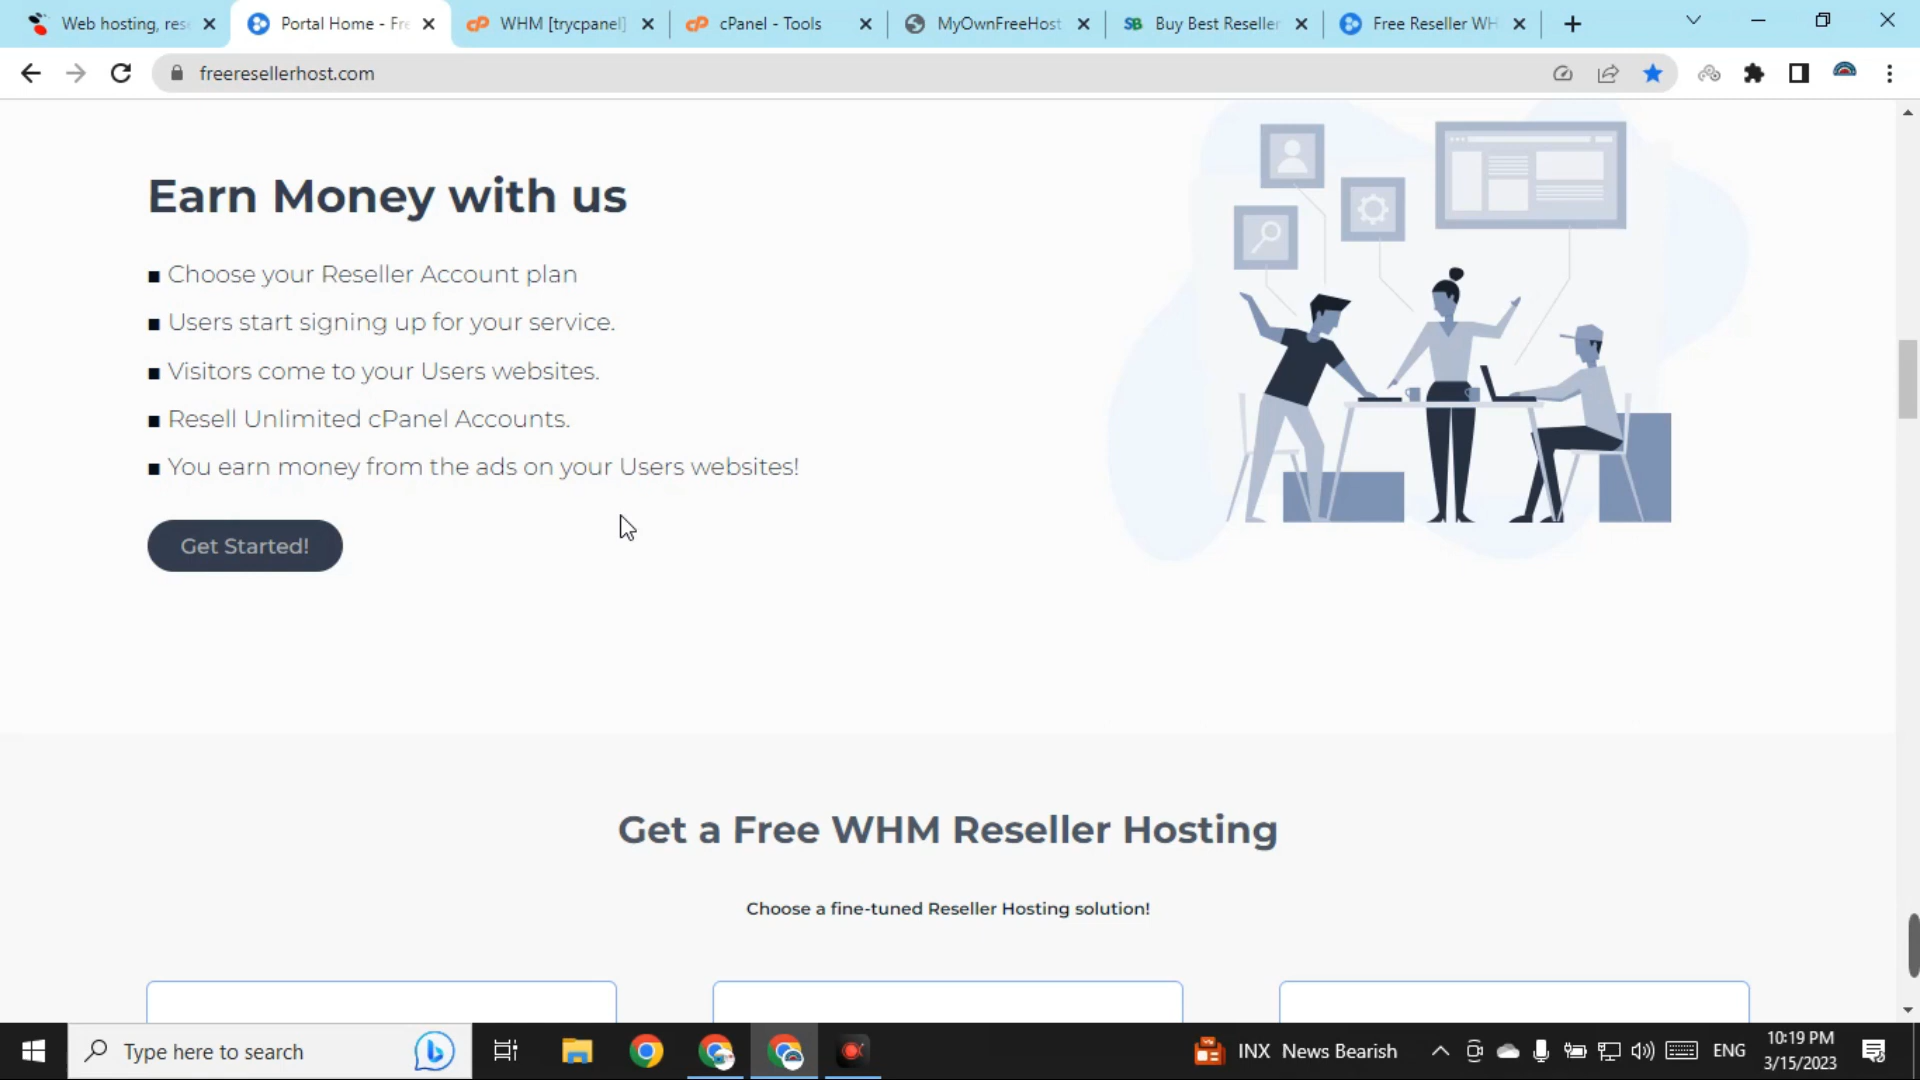 Web hosting, res
Portal Home - Fre
WHM [trycpanel]
cPanel - Tools
MyOwnFreeHost
SB Buy Best Reseller
Free Reseller WH
freeresellerhost.com
Earn Money with us
Choose your Reseller Account plan
Users start signing up for your service.
Visitors come to your Users websites.
Resell Unlimited cPanel Accounts.
You earn money from the ads on your Users websites!
Get Started!
Get a Free WHM Reseller Hosting
Choose a fine-tuned Reseller Hosting solution!
Type here to search
INX News Bearish
ENG
10:19 PM
3/15/2023